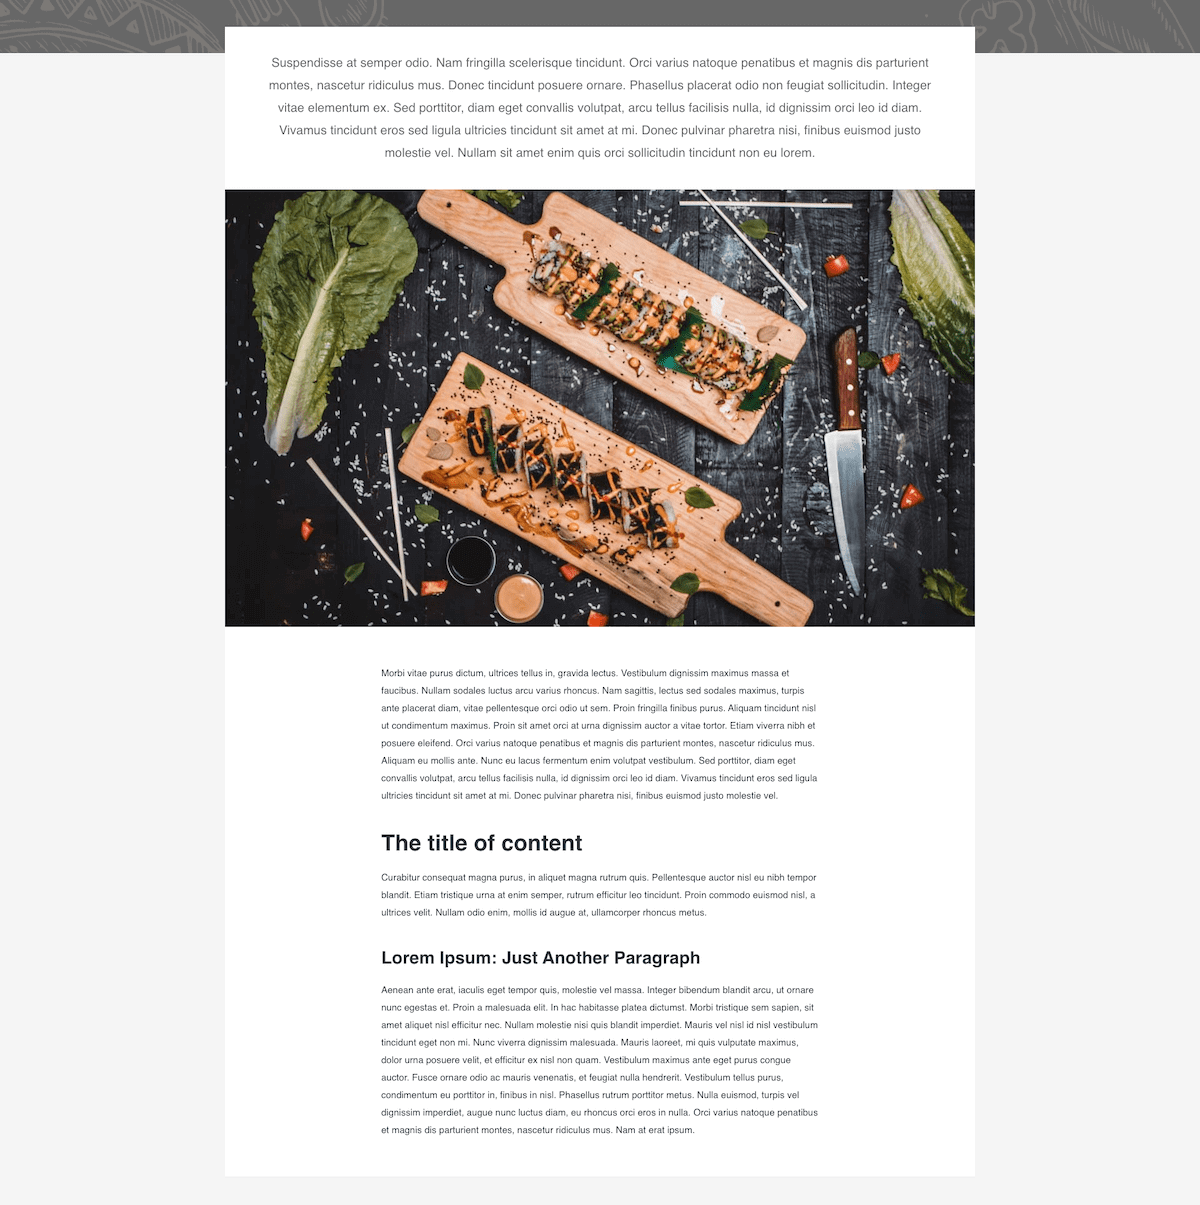 Suspendisse at semper odio. Nam fringilla scelerisque tincidunt. Orci varius natoque penatibus et magnis dis parturient
montes, nascetur ridiculus mus. Donec tincidunt posuere ornare. Phasellus placerat odio non feugiat sollicitudin. Integer
vitae elementum ex. Sed porttitor, diam eget convallis volutpat, arcu tellus facilisis nulla, id dignissim orci leo id diam.
Vivamus tincidunt eros sed ligula ultricies tincidunt sit amet at mi. Donec pulvinar pharetra nisi, finibus euismod justo
molestie vel. Nullam sit amet enim quis orci sollicitudin tincidunt non eu lorem.
Morbi vitae purus dictum, ultrices tellus in, gravida lectus. Vestibulum dignissim maximus massa et
faucibus. Nullam sodales luctus arcu varius rhoncus. Nam sagittis, lectus sed sodales maximus, turpis
ante placerat diam, vitae pellentesque orci odio ut sem. Proin fringilla finibus purus. Aliquam tincidunt nisl
ut condimentum maximus. Proin sit amet orci at urna dignissim auctor a vitae tortor. Etiam viverra nibh et
posuere eleifend. Orci varius natoque penatibus et magnis dis parturient montes, nascetur ridiculus mus.
Aliquam eu mollis ante. Nunc eu lacus fermentum enim volutpat vestibulum. Sed porttitor, diam eget
convallis volutpat, arcu tellus facilisis nulla, id dignissim orci leo id diam. Vivamus tincidunt eros sed ligula
ultricies tincidunt sit amet at mi. Donec pulvinar pharetra nisi, finibus euismod justo molestie vel.
The title of content
Curabitur consequat magna purus, in aliquet magna rutrum quis. Pellentesque auctor nisl eu nibh tempor
blandit. Etiam tristique urna at enim semper, rutrum efficitur leo tincidunt. Proin commodo euismod nisl, a
ultrices velit. Nullam odio enim, mollis id augue at, ullamcorper rhoncus metus.
Lorem Ipsum: Just Another Paragraph
Aenean ante erat, iaculis eget tempor quis, molestie vel massa. Integer bibendum blandit arcu, ut ornare
nunc egestas et. Proin a malesuada elit. In hac habitasse platea dictumst. Morbi tristique sem sapien, sit
amet aliquet nisl efficitur nec. Nullam molestie nisi quis blandit imperdiet. Mauris vel nisl id nisl vestibulum
tincidunt eget non mi. Nunc viverra dignissim malesuada. Mauris laoreet, mi quis vulputate maximus,
dolor urna posuere velit, et efficitur ex nisl non quam. Vestibulum maximus ante eget purus congue
auctor. Fusce ornare odio ac mauris venenatis, et feugiat nulla hendrerit. Vestibulum tellus purus,
condimentum eu porttitor in, finibus in nisl. Phasellus rutrum porttitor metus. Nulla euismod, turpis vel
dignissim imperdiet, augue nunc luctus diam, eu rhoncus orci eros in nulla. Orci varius natoque penatibus
et magnis dis parturient montes, nascetur ridiculus mus. Nam at erat ipsum.